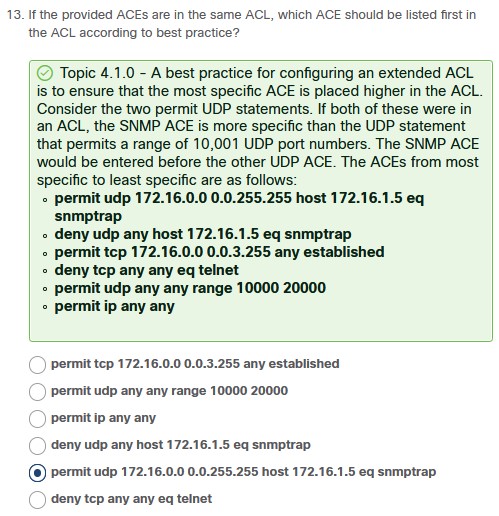 13. If the provided ACEs are in the same ACL, which ACE should be listed first in
the ACL according to best practice?
Topic 4.1.0 - A best practice for configuring an extended ACL
is to ensure that the most specific ACE is placed higher in the ACL.
Consider the two permit UDP statements. If both of these were in
an ACL, the SNMP ACE is more specific than the UDP statement
that permits a range of 10,001 UDP port numbers. The SNMP ACE
would be entered before the other UDP ACE. The ACEs from most
specific to least specific are as follows:
permit udp 172.16.0.0 0.0.255.255 host 172.16.1.5 eq
snmptrap
deny udp any host 172.16.1.5 eq snmptrap
permit tcp 172.16.0.0 0.0.3.255 any established
deny tcp any any eq telnet
permit udp any any range 10000 20000
permit ip any any
permit tcp 172.16.0.0 0.0.3.255 any established
permit udp any any range 10000 20000
permit ip any any
deny udp any host 172.16.1.5 eq snmptrap
permit udp 172.16.0.0 0.0.255.255 host 172.16.1.5 eq snmptrap
deny tcp any any eq telnet